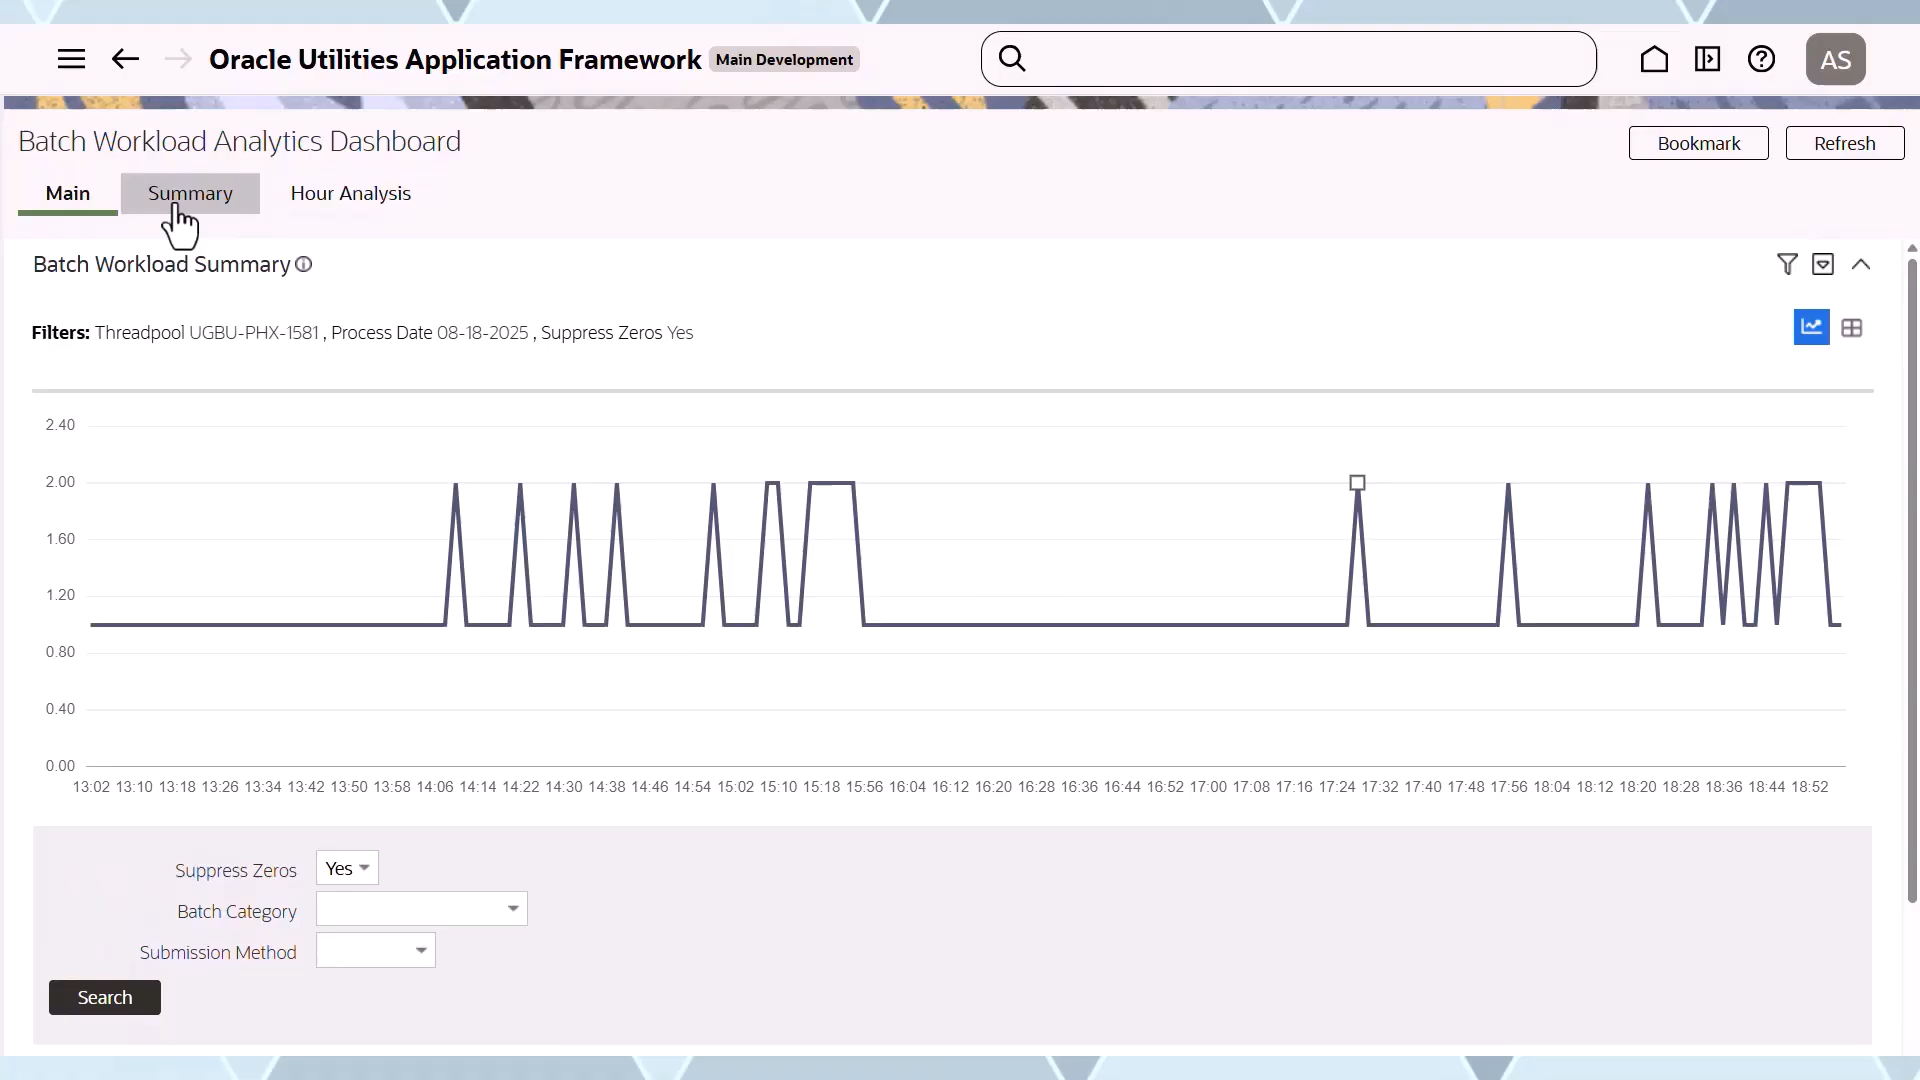 Oracle Utilities Application Framework Main Development AS
Batch Workload Analytics Dashboard
Bookmark Refresh
Main Summary Hour Analysis
Batch Workload Summary
Filters: Threadpool UGBU-PHX-1581 , Process Date 08-18-2025 , Suppress Zeros Yes
2.40
2.00
1.60
1.20
0.80
0.40
0.00
13:02 13:10 13:18 13:26 13:34 13:42 13:50 13:58 14:06 14:14 14:22 14:30 14:38 14:46 14:54 15:02 15:10 15:18 15:56 16:04 16:12 16:20 16:28 16:36 16:44 16:52 17:00 17:08 17:16 17:24 17:32 17:40 17:48 17:56 18:04 18:12 18:20 18:28 18:36 18:44 18:52
Suppress Zeros Yes
Batch Category
Submission Method
Search